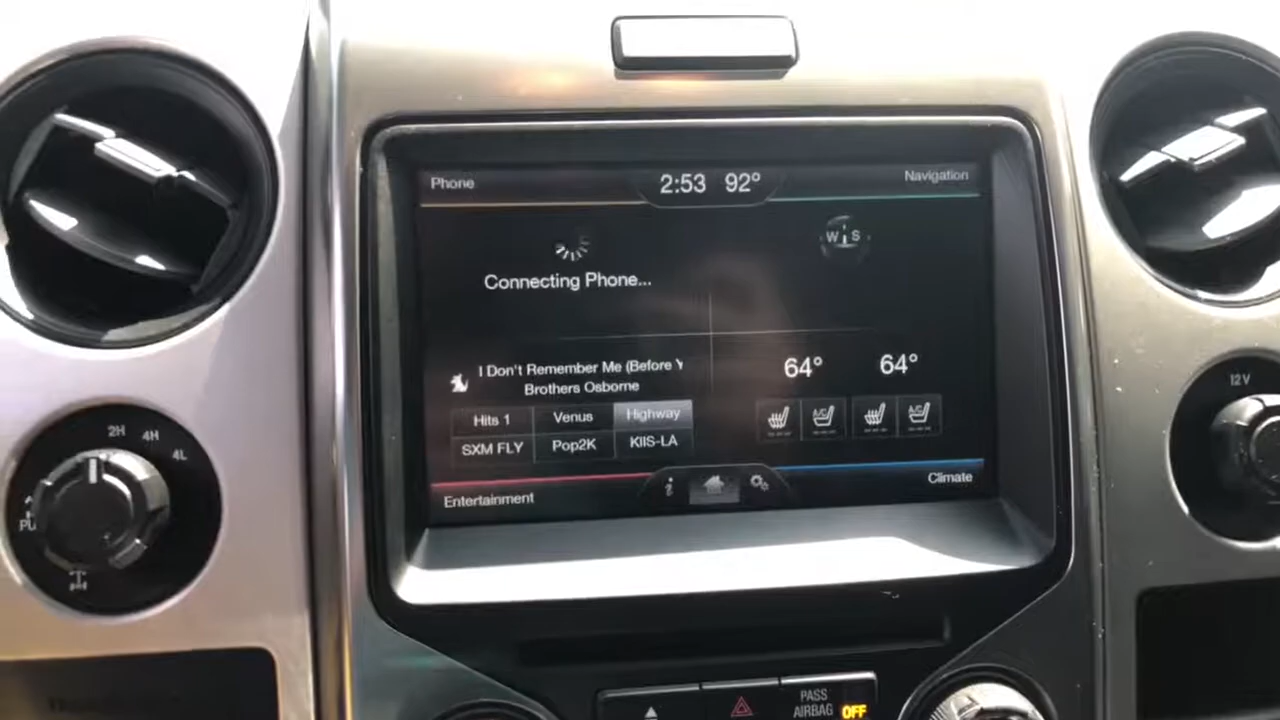 Phone
2:53 92°
Navigation
W S
Connecting Phone...
I Don't Remember Me (Before Y
Brothers Osborne
64° 64°
Hits 1 Venus Highway
SXM FLY Pop2K KIIS-LA
A/C
A/C
Entertainment
i
Climate
2H 4H
4L
12V
PASS
AIRBAG OFF